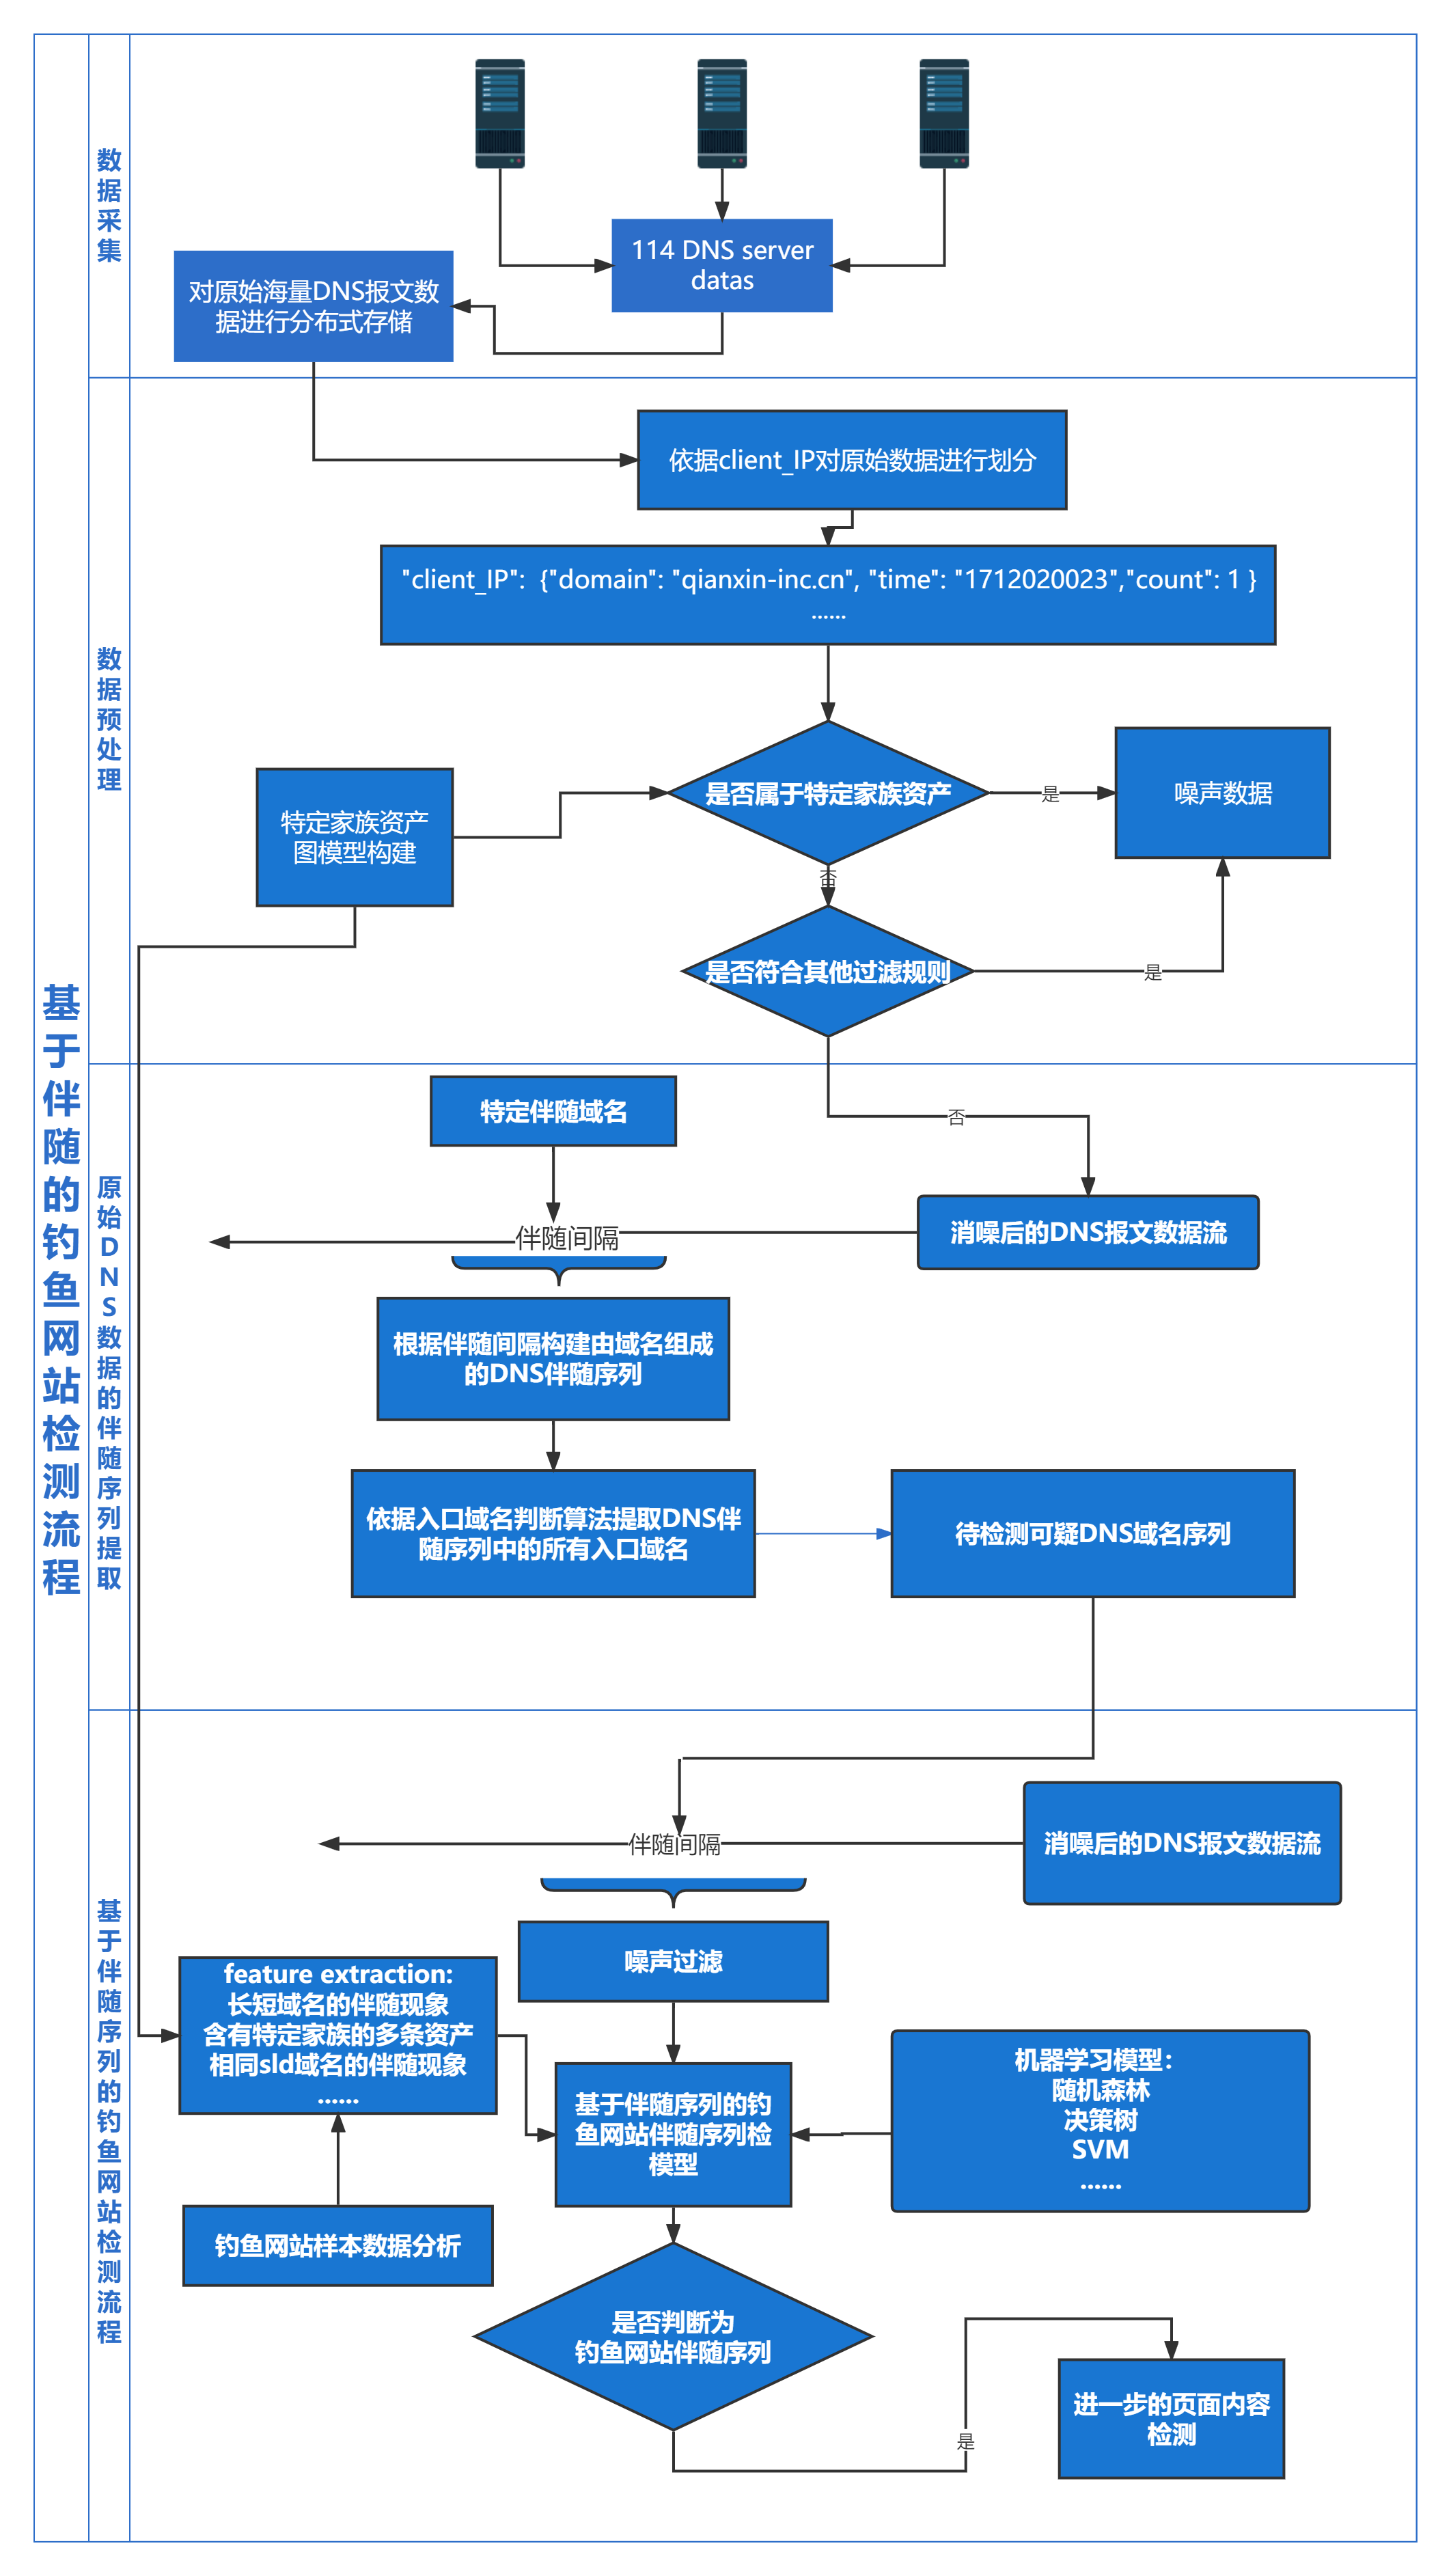 基于伴随的钓鱼网站检测流程
数据采集
114 DNS server
datas
对原始海量DNS报文数
据进行分布式存储
数据预处理
依据client_IP对原始数据进行划分
"client_IP":  {"domain": "qianxin-inc.cn", "time": "1712020023","count": 1 }
......
是否属于特定家族资产
是
噪声数据
特定家族资产
图模型构建
否
是否符合其他过滤规则
是
原始DNS数据的伴随序列提取
特定伴随域名
否
伴随间隔
消噪后的DNS报文数据流
根据伴随间隔构建由域名组成
的DNS伴随序列
依据入口域名判断算法提取DNS伴
随序列中的所有入口域名
待检测可疑DNS域名序列
基于伴随序列的钓鱼网站检测流程
伴随间隔
消噪后的DNS报文数据流
噪声过滤
feature extraction:
长短域名的伴随现象
含有特定家族的多条资产
相同sld域名的伴随现象
......
基于伴随序列的钓
鱼网站伴随序列检
模型
机器学习模型：
随机森林
决策树
SVM
......
钓鱼网站样本数据分析
是否判断为
钓鱼网站伴随序列
是
进一步的页面内容
检测